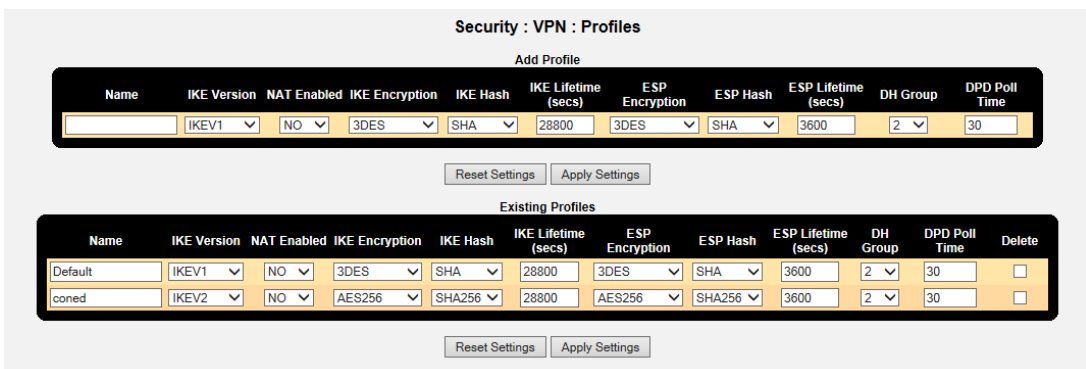 Security : VPN : Profiles
Add Profile
Name IKE Version NAT Enabled IKE Encryption IKE Hash IKE Lifetime (secs) ESP Encryption ESP Hash ESP Lifetime (secs) DH Group DPD Poll Time
IKEV1 NO 3DES SHA 28800 3DES SHA 3600 2 30
Reset Settings Apply Settings
Existing Profiles
Name IKE Version NAT Enabled IKE Encryption IKE Hash IKE Lifetime (secs) ESP Encryption ESP Hash ESP Lifetime (secs) DH Group DPD Poll Time Delete
Default IKEV1 NO 3DES SHA 28800 3DES SHA 3600 2 30
coned IKEV2 NO AES256 SHA256 28800 AES256 SHA256 3600 2 30
Reset Settings Apply Settings